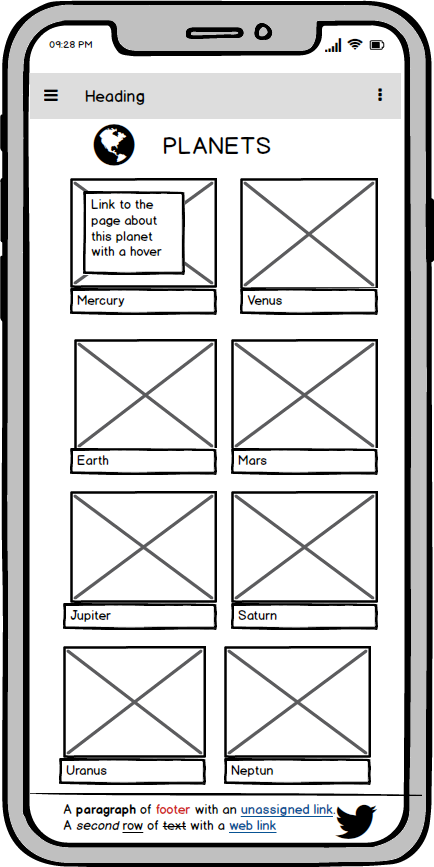 09:28 PM
Heading
PLANETS
Link to the
page about
this planet
with a hover
Mercury
Venus
Earth
Mars
Jupiter
Saturn
Uranus
Neptun
A paragraph of footer with an unassigned link.
A second row of text with a web link